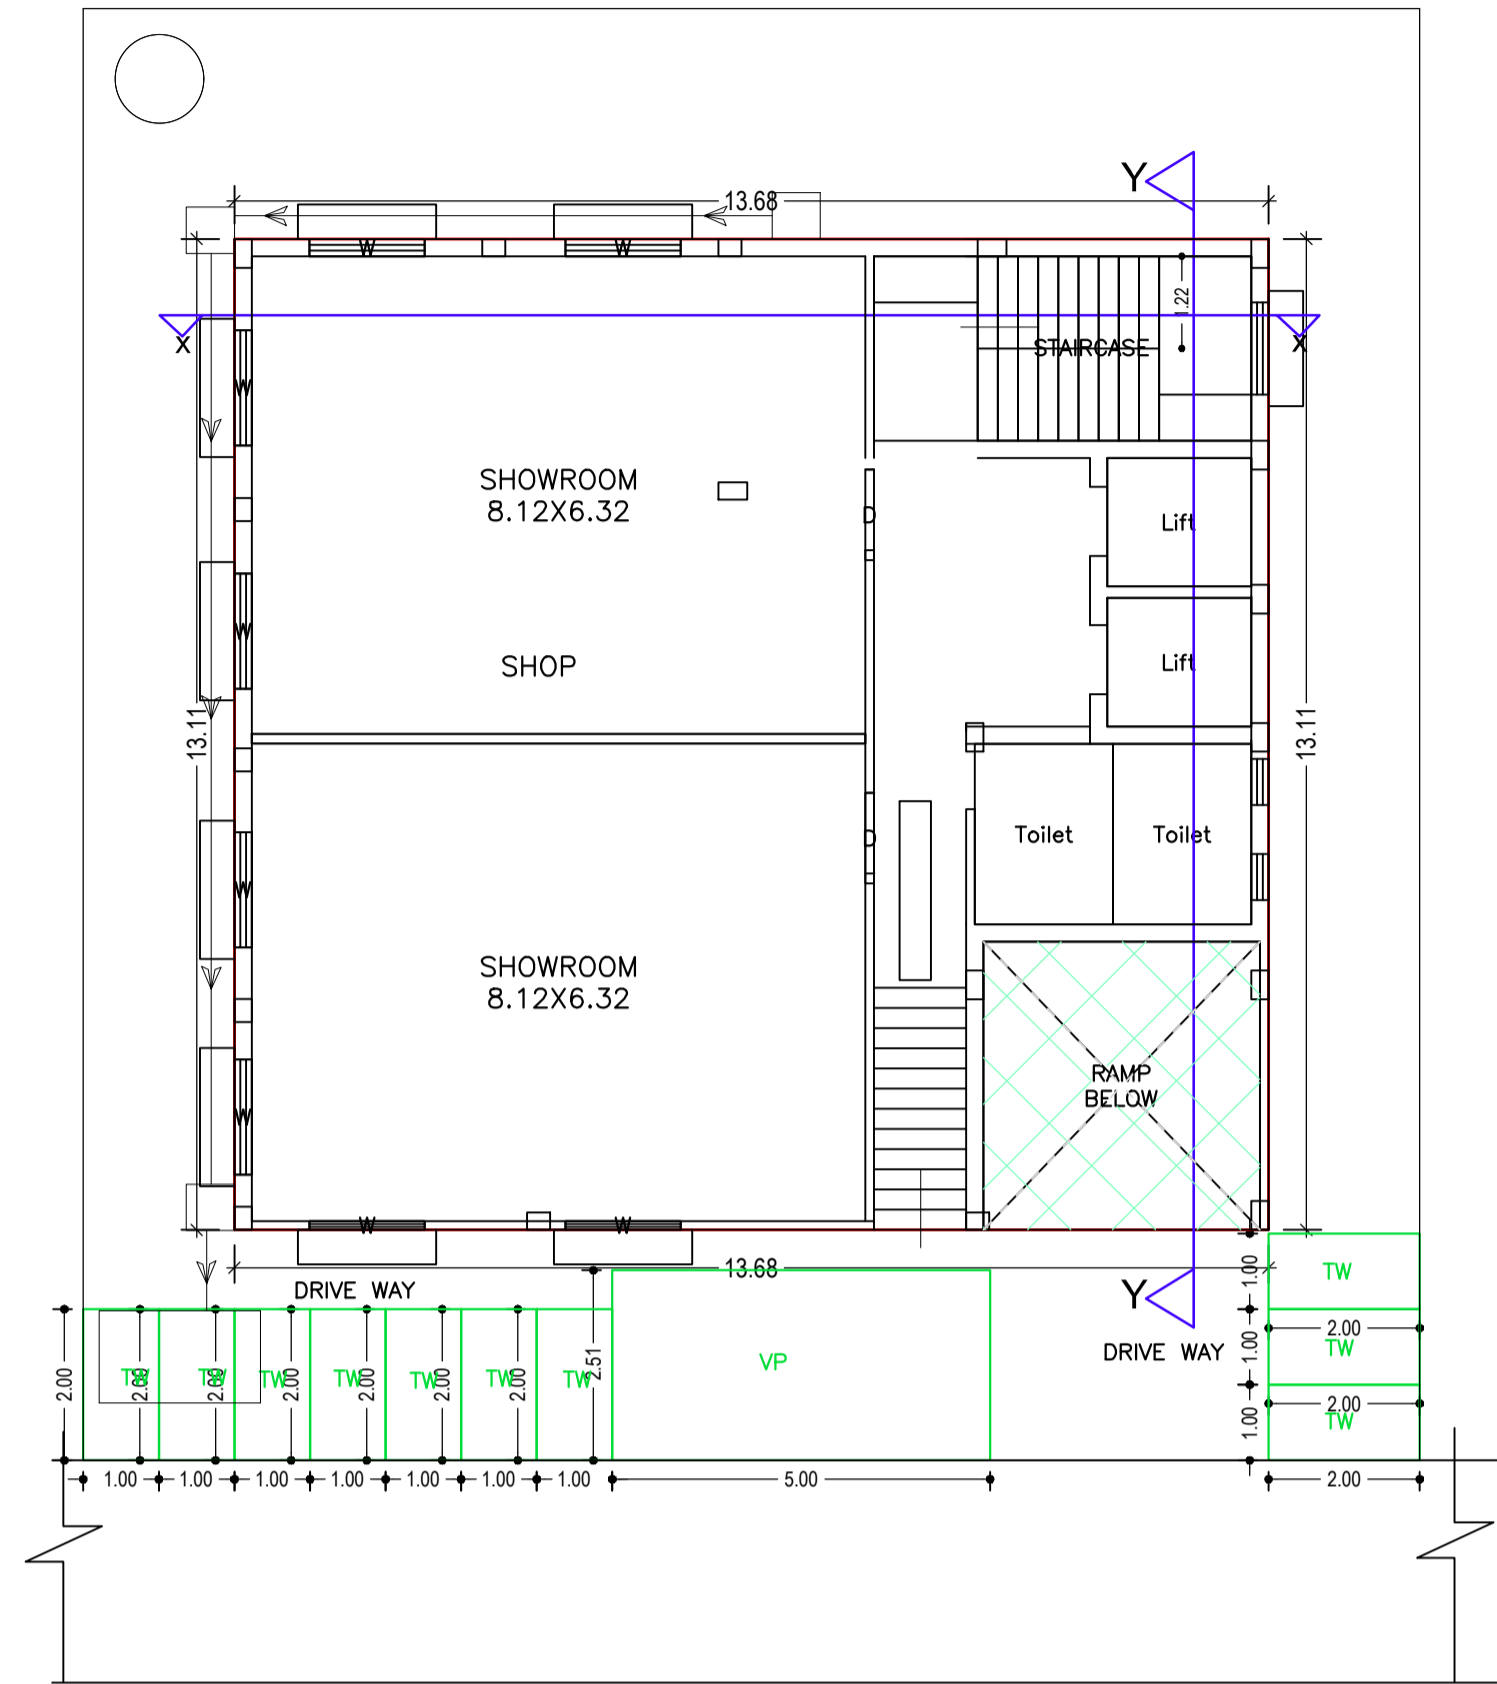 Y
13.68
W
W
1.22
X
STAIRCASE
X
W
SHOWROOM
8.12X6.32
D
Lift
W
SHOP
Lift
13.11
13.11
Toilet
Toilet
D
W
SHOWROOM
8.12X6.32
RAMP
BELOW
W
W
W
13.68
DRIVE WAY
Y
1.00
TW
2.00
DRIVE WAY
1.00
TW
VP
2.51
2.00
TW
2.00
TW
2.00
TW
2.00
TW
2.00
TW
2.00
TW
2.00
TW
2.00
1.00
TW
1.00
1.00
1.00
1.00
1.00
1.00
1.00
5.00
2.00